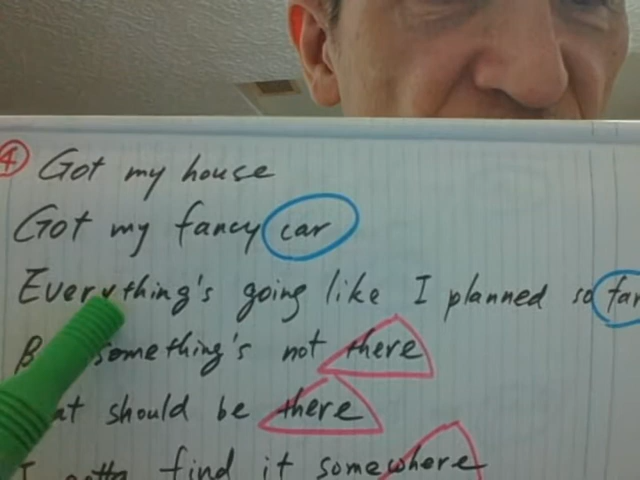 ④ Got my house
Got my fancy car
Everything's going like I planned so far
something's not there
should be there
I gotta find it somewhere